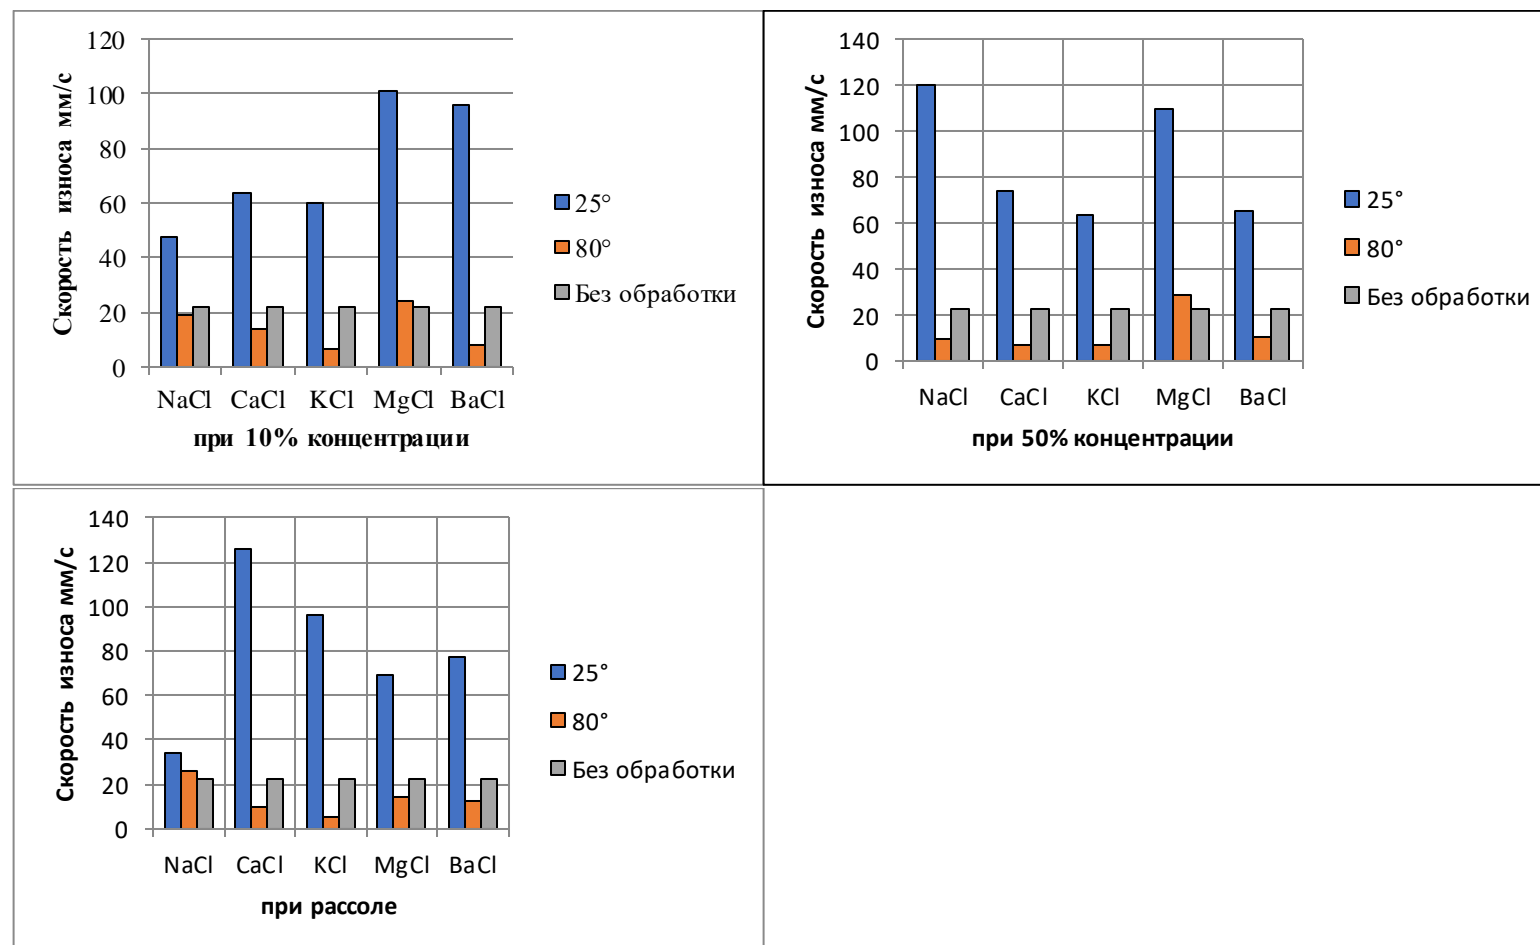 120
100
80
60
40
20
0
Скорость износа мм/с
NaCl CaCl KCl MgCl BaCl
при 10% концентрации
25°
80°
Без обработки
140
120
100
80
60
40
20
0
Скорость износа мм/с
NaCl CaCl KCl MgCl BaCl
при 50% концентрации
25°
80°
Без обработки
140
120
100
80
60
40
20
0
Скорость износа мм/с
NaCl CaCl KCl MgCl BaCl
при рассоле
25°
80°
Без обработки